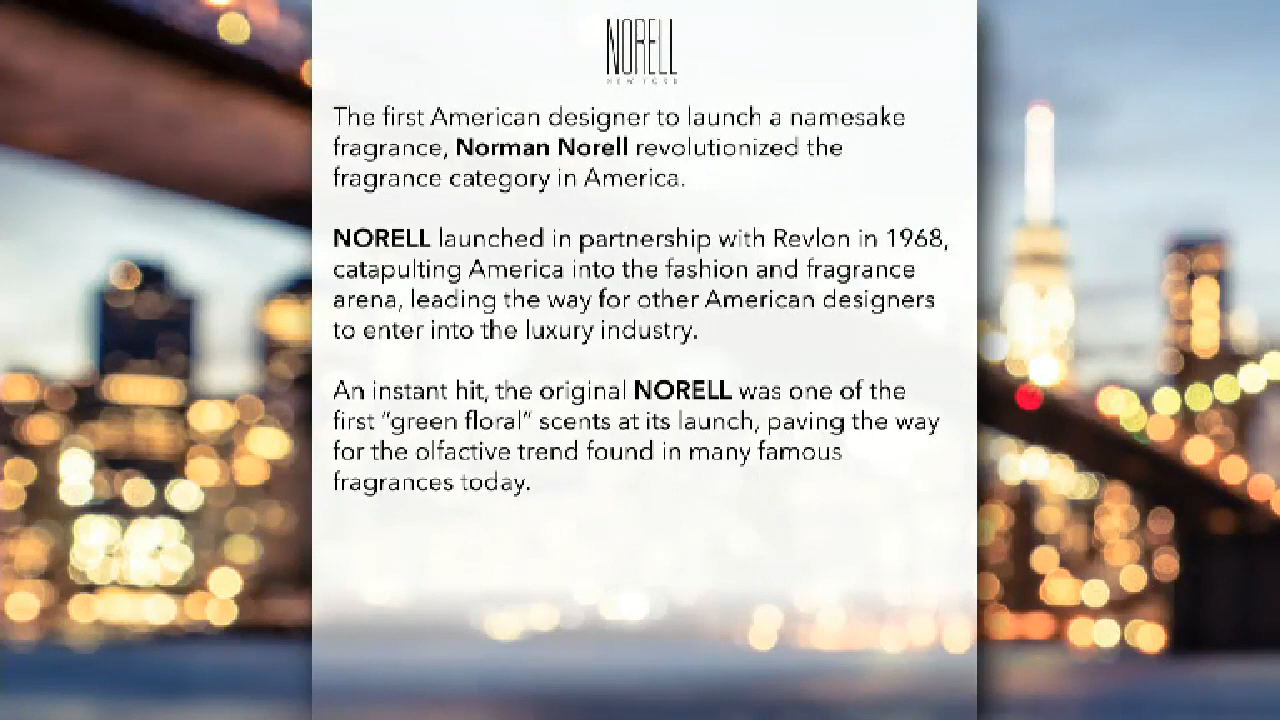 NORELL
NEW YORK
The first American designer to launch a namesake
fragrance, Norman Norell revolutionized the
fragrance category in America.
NORELL launched in partnership with Revlon in 1968,
catapulting America into the fashion and fragrance
arena, leading the way for other American designers
to enter into the luxury industry.
An instant hit, the original NORELL was one of the
first “green floral” scents at its launch, paving the way
for the olfactive trend found in many famous
fragrances today.